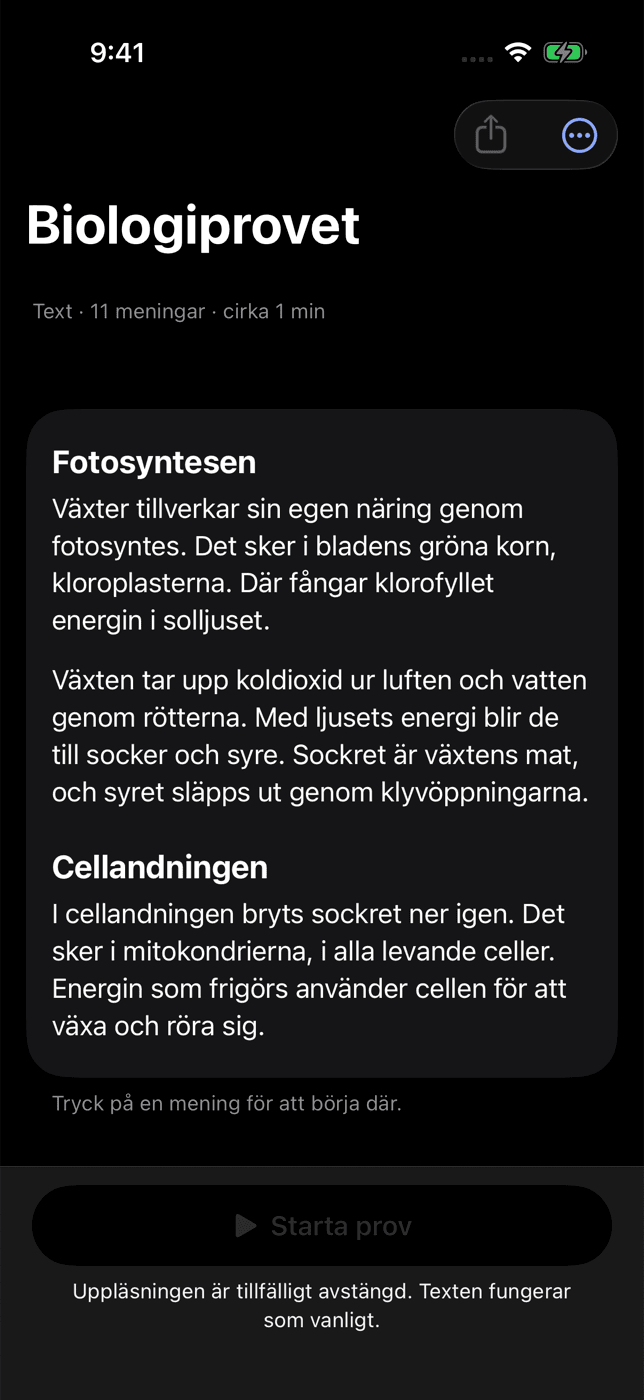 9:41
Biologiprovet
Text · 11 meningar · cirka 1 min
Fotosyntesen
Växter tillverkar sin egen näring genom
fotosyntes. Det sker i bladens gröna korn,
kloroplasterna. Där fångar klorofyllet
energin i solljuset.
Växten tar upp koldioxid ur luften och vatten
genom rötterna. Med ljusets energi blir de
till socker och syre. Sockret är växtens mat,
och syret släpps ut genom klyvöppningarna.
Cellandningen
I cellandningen bryts sockret ner igen. Det
sker i mitokondrierna, i alla levande celler.
Energin som frigörs använder cellen för att
växa och röra sig.
Tryck på en mening för att börja där.
Starta prov
Uppläsningen är tillfälligt avstängd. Texten fungerar
som vanligt.